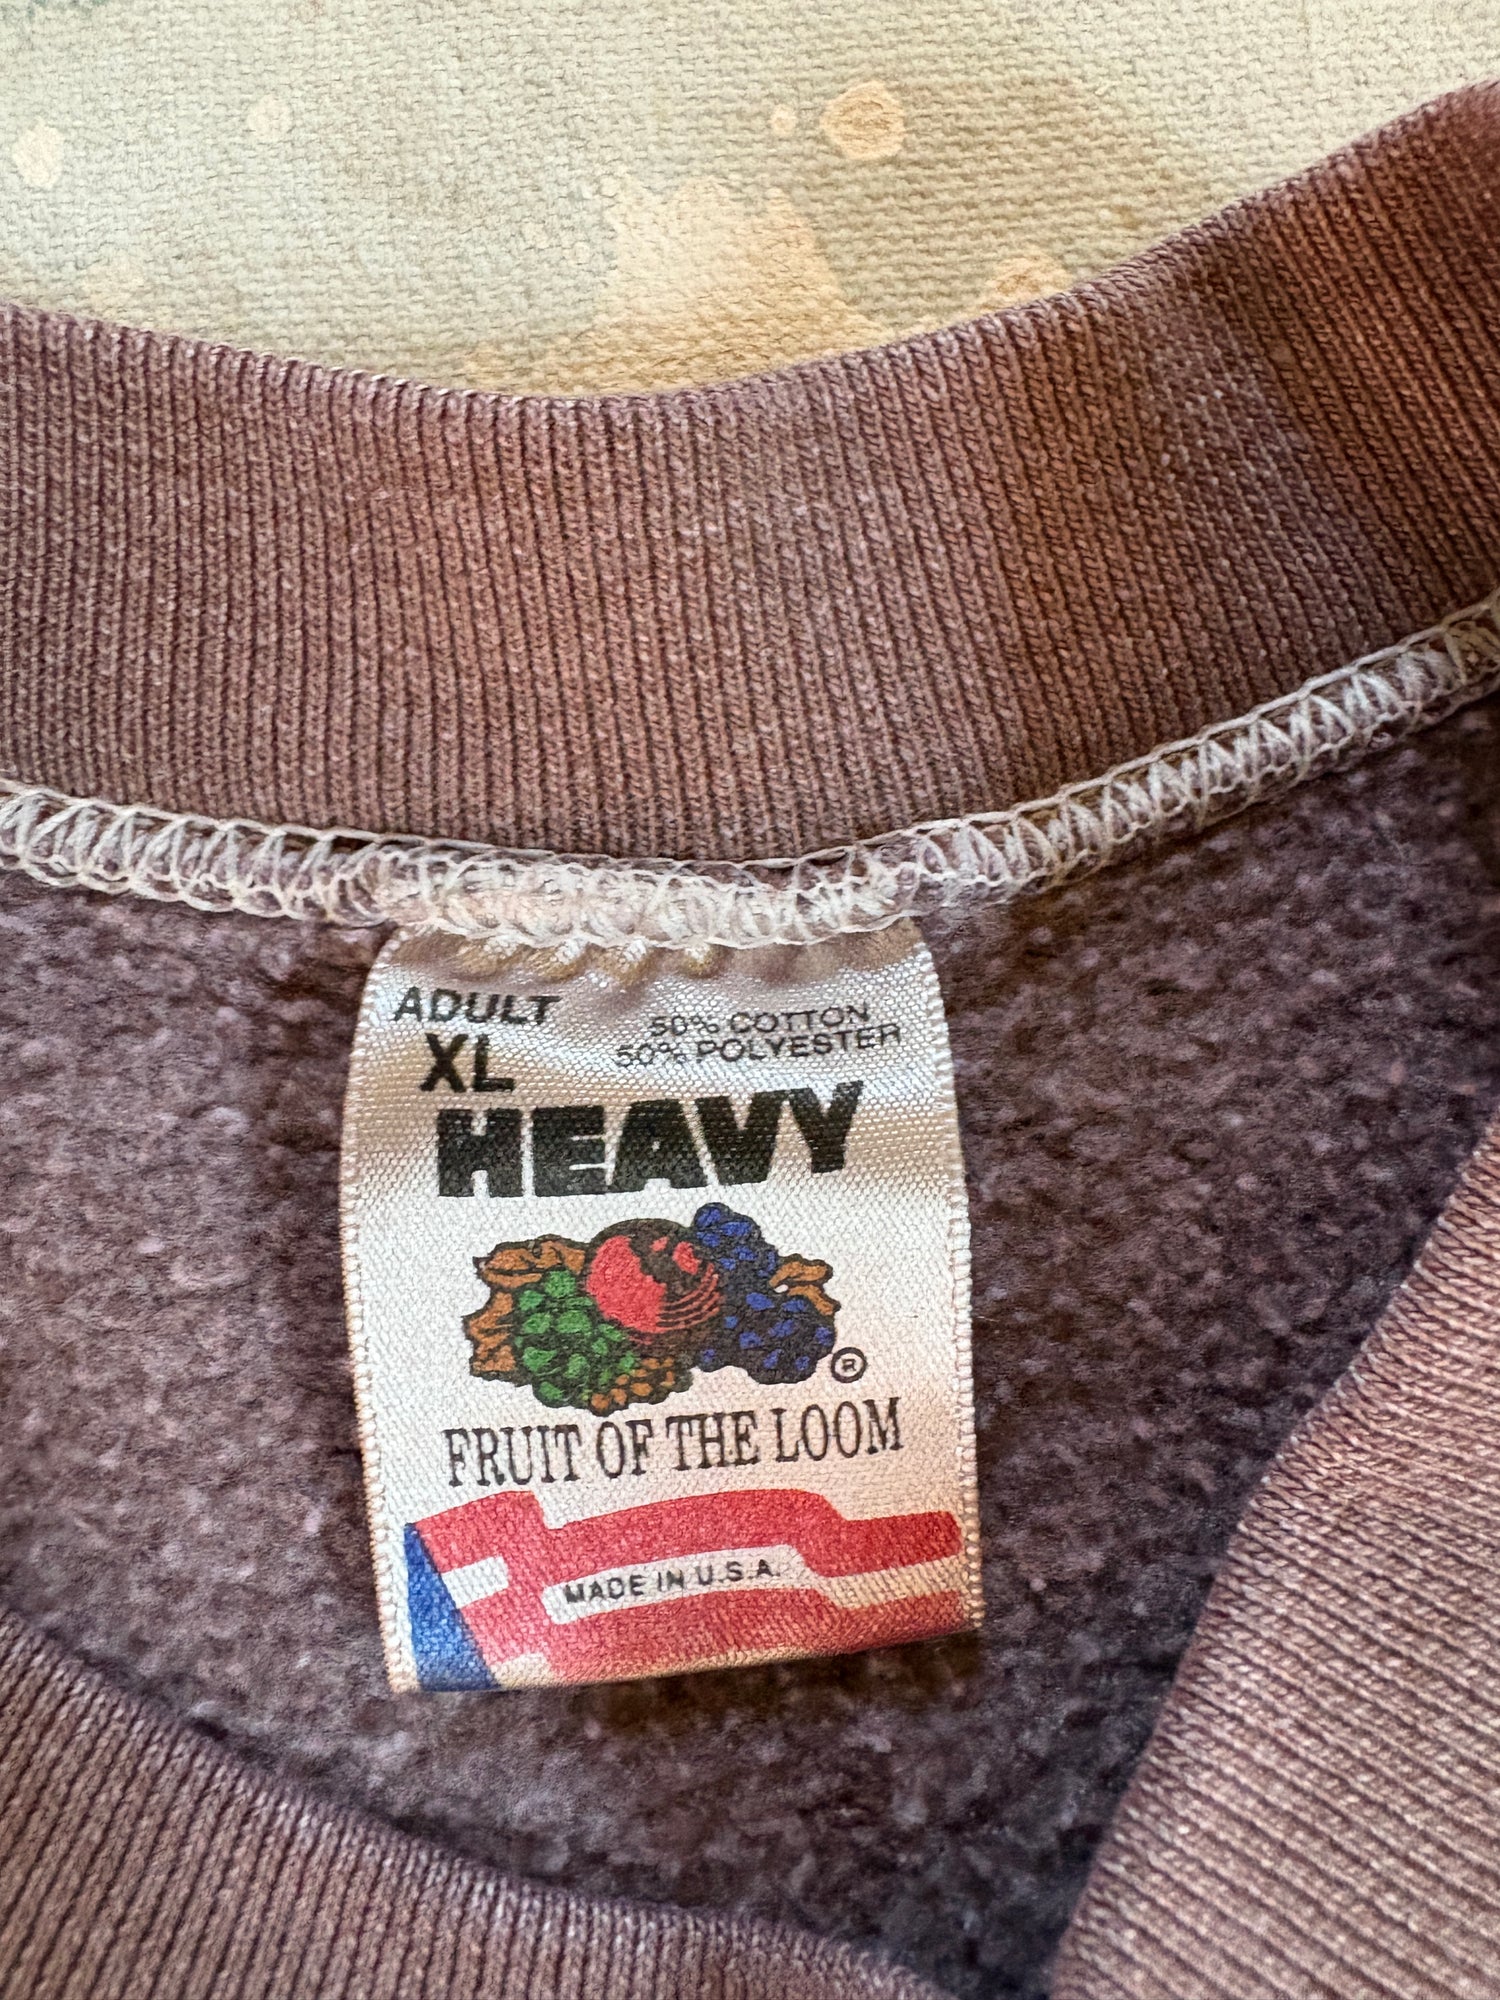 ADULT
XL
50% COTTON
50% POLYESTER
HEAVY
®
FRUIT OF THE LOOM
MADE IN U.S.A.